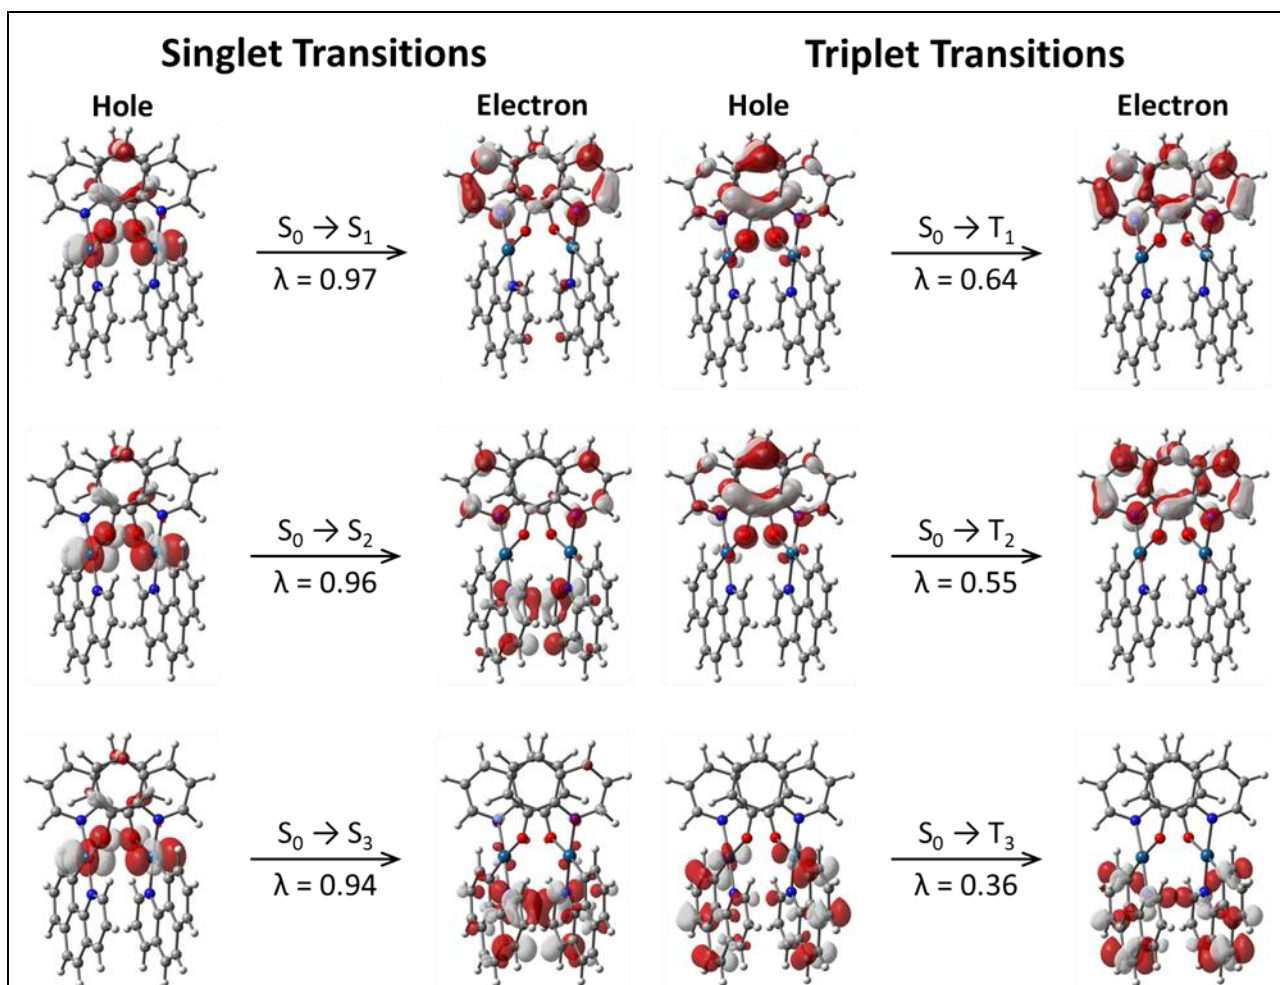 Singlet Transitions Triplet Transitions
Hole Electron Hole Electron
S₀ → S₁ S₀ → T₁
λ = 0.97 λ = 0.64
S₀ → S₂ S₀ → T₂
λ = 0.96 λ = 0.55
S₀ → S₃ S₀ → T₃
λ = 0.94 λ = 0.36